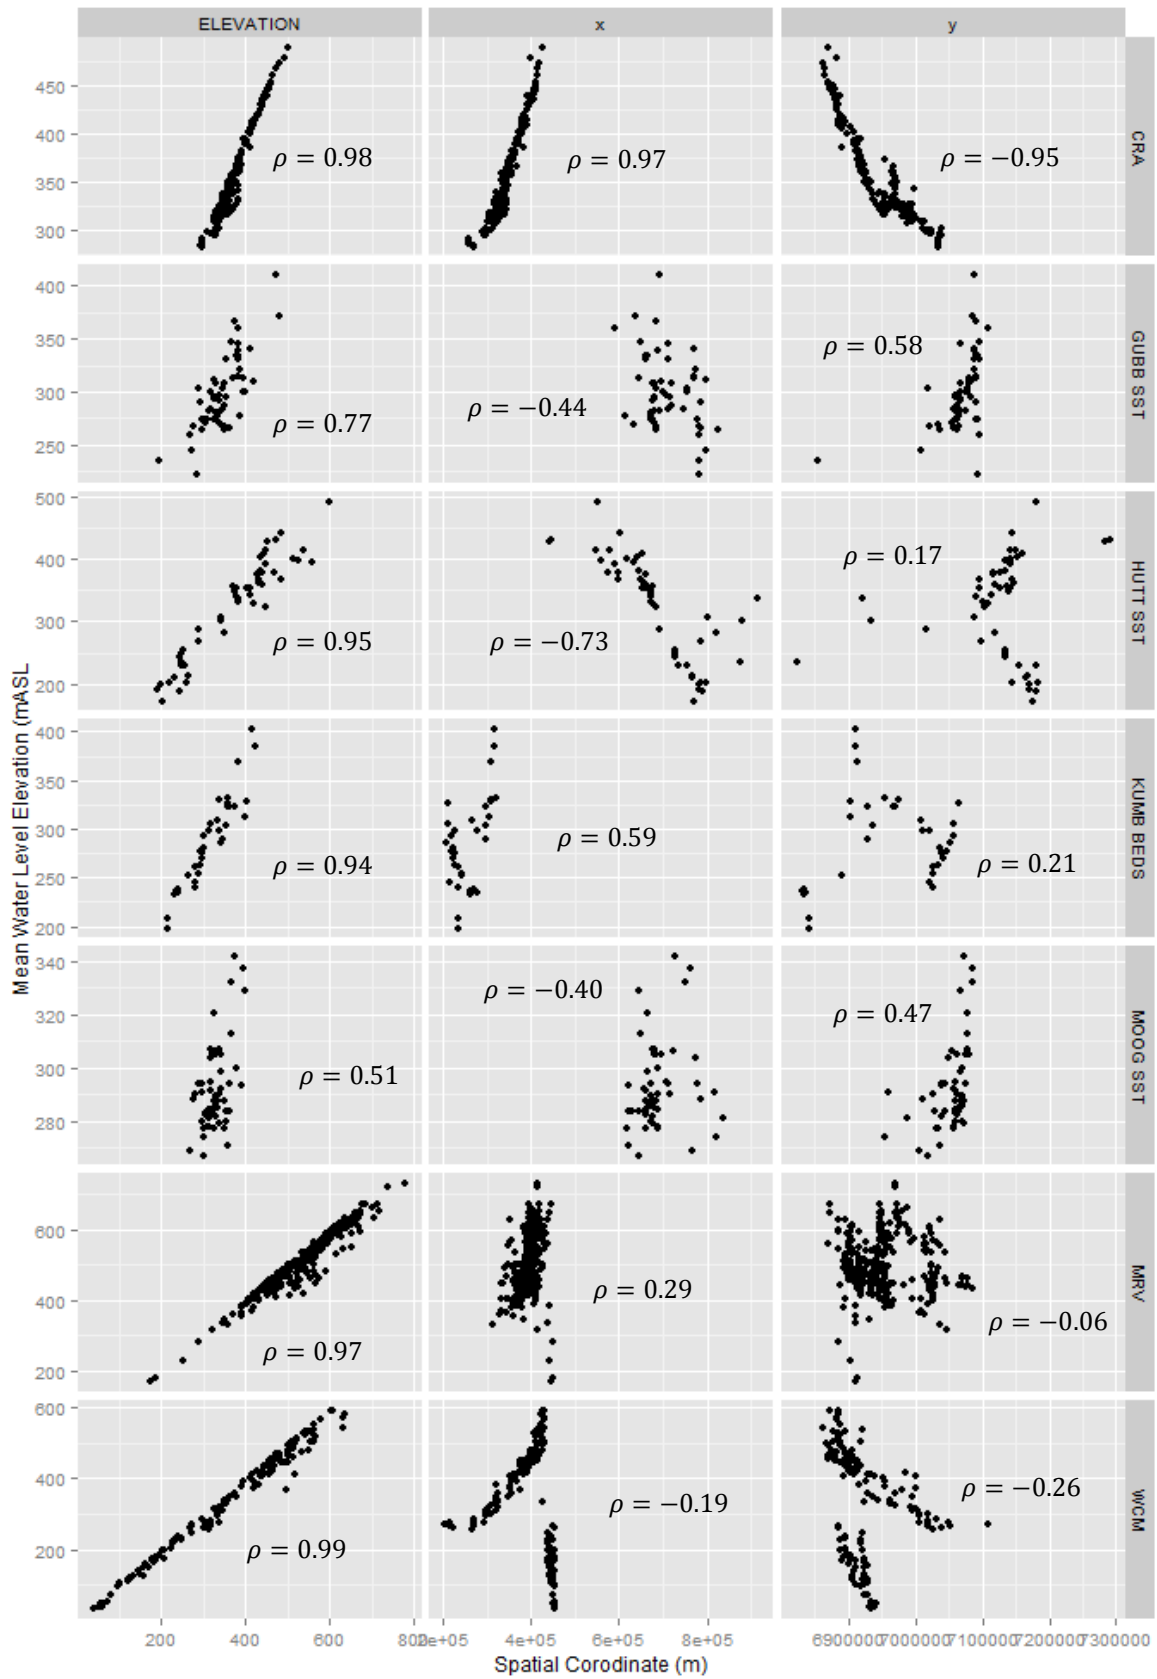 ELEVATION x y
450
400
350
300
ρ = 0.98 ρ = 0.97 ρ = −0.95
CRA
400
350
300
250
ρ = 0.77 ρ = −0.44 ρ = 0.58
GUBB SST
500
400
300
200
ρ = 0.95 ρ = −0.73 ρ = 0.17
HUTT SST
Mean Water Level Elevation (mASL
400
350
300
250
200
ρ = 0.94 ρ = 0.59 ρ = 0.21
KUMB BEDS
340
320
300
280
ρ = 0.51 ρ = −0.40 ρ = 0.47
MOOG SST
600
400
200
ρ = 0.97 ρ = 0.29 ρ = −0.06
MRV
600
400
200
ρ = 0.99 ρ = −0.19 ρ = −0.26
WCM
200 400 600 802e+05 4e+05 6e+05 8e+05 6900000 7000000 7100000 7200000 7300000
Spatial Corodinate (m)